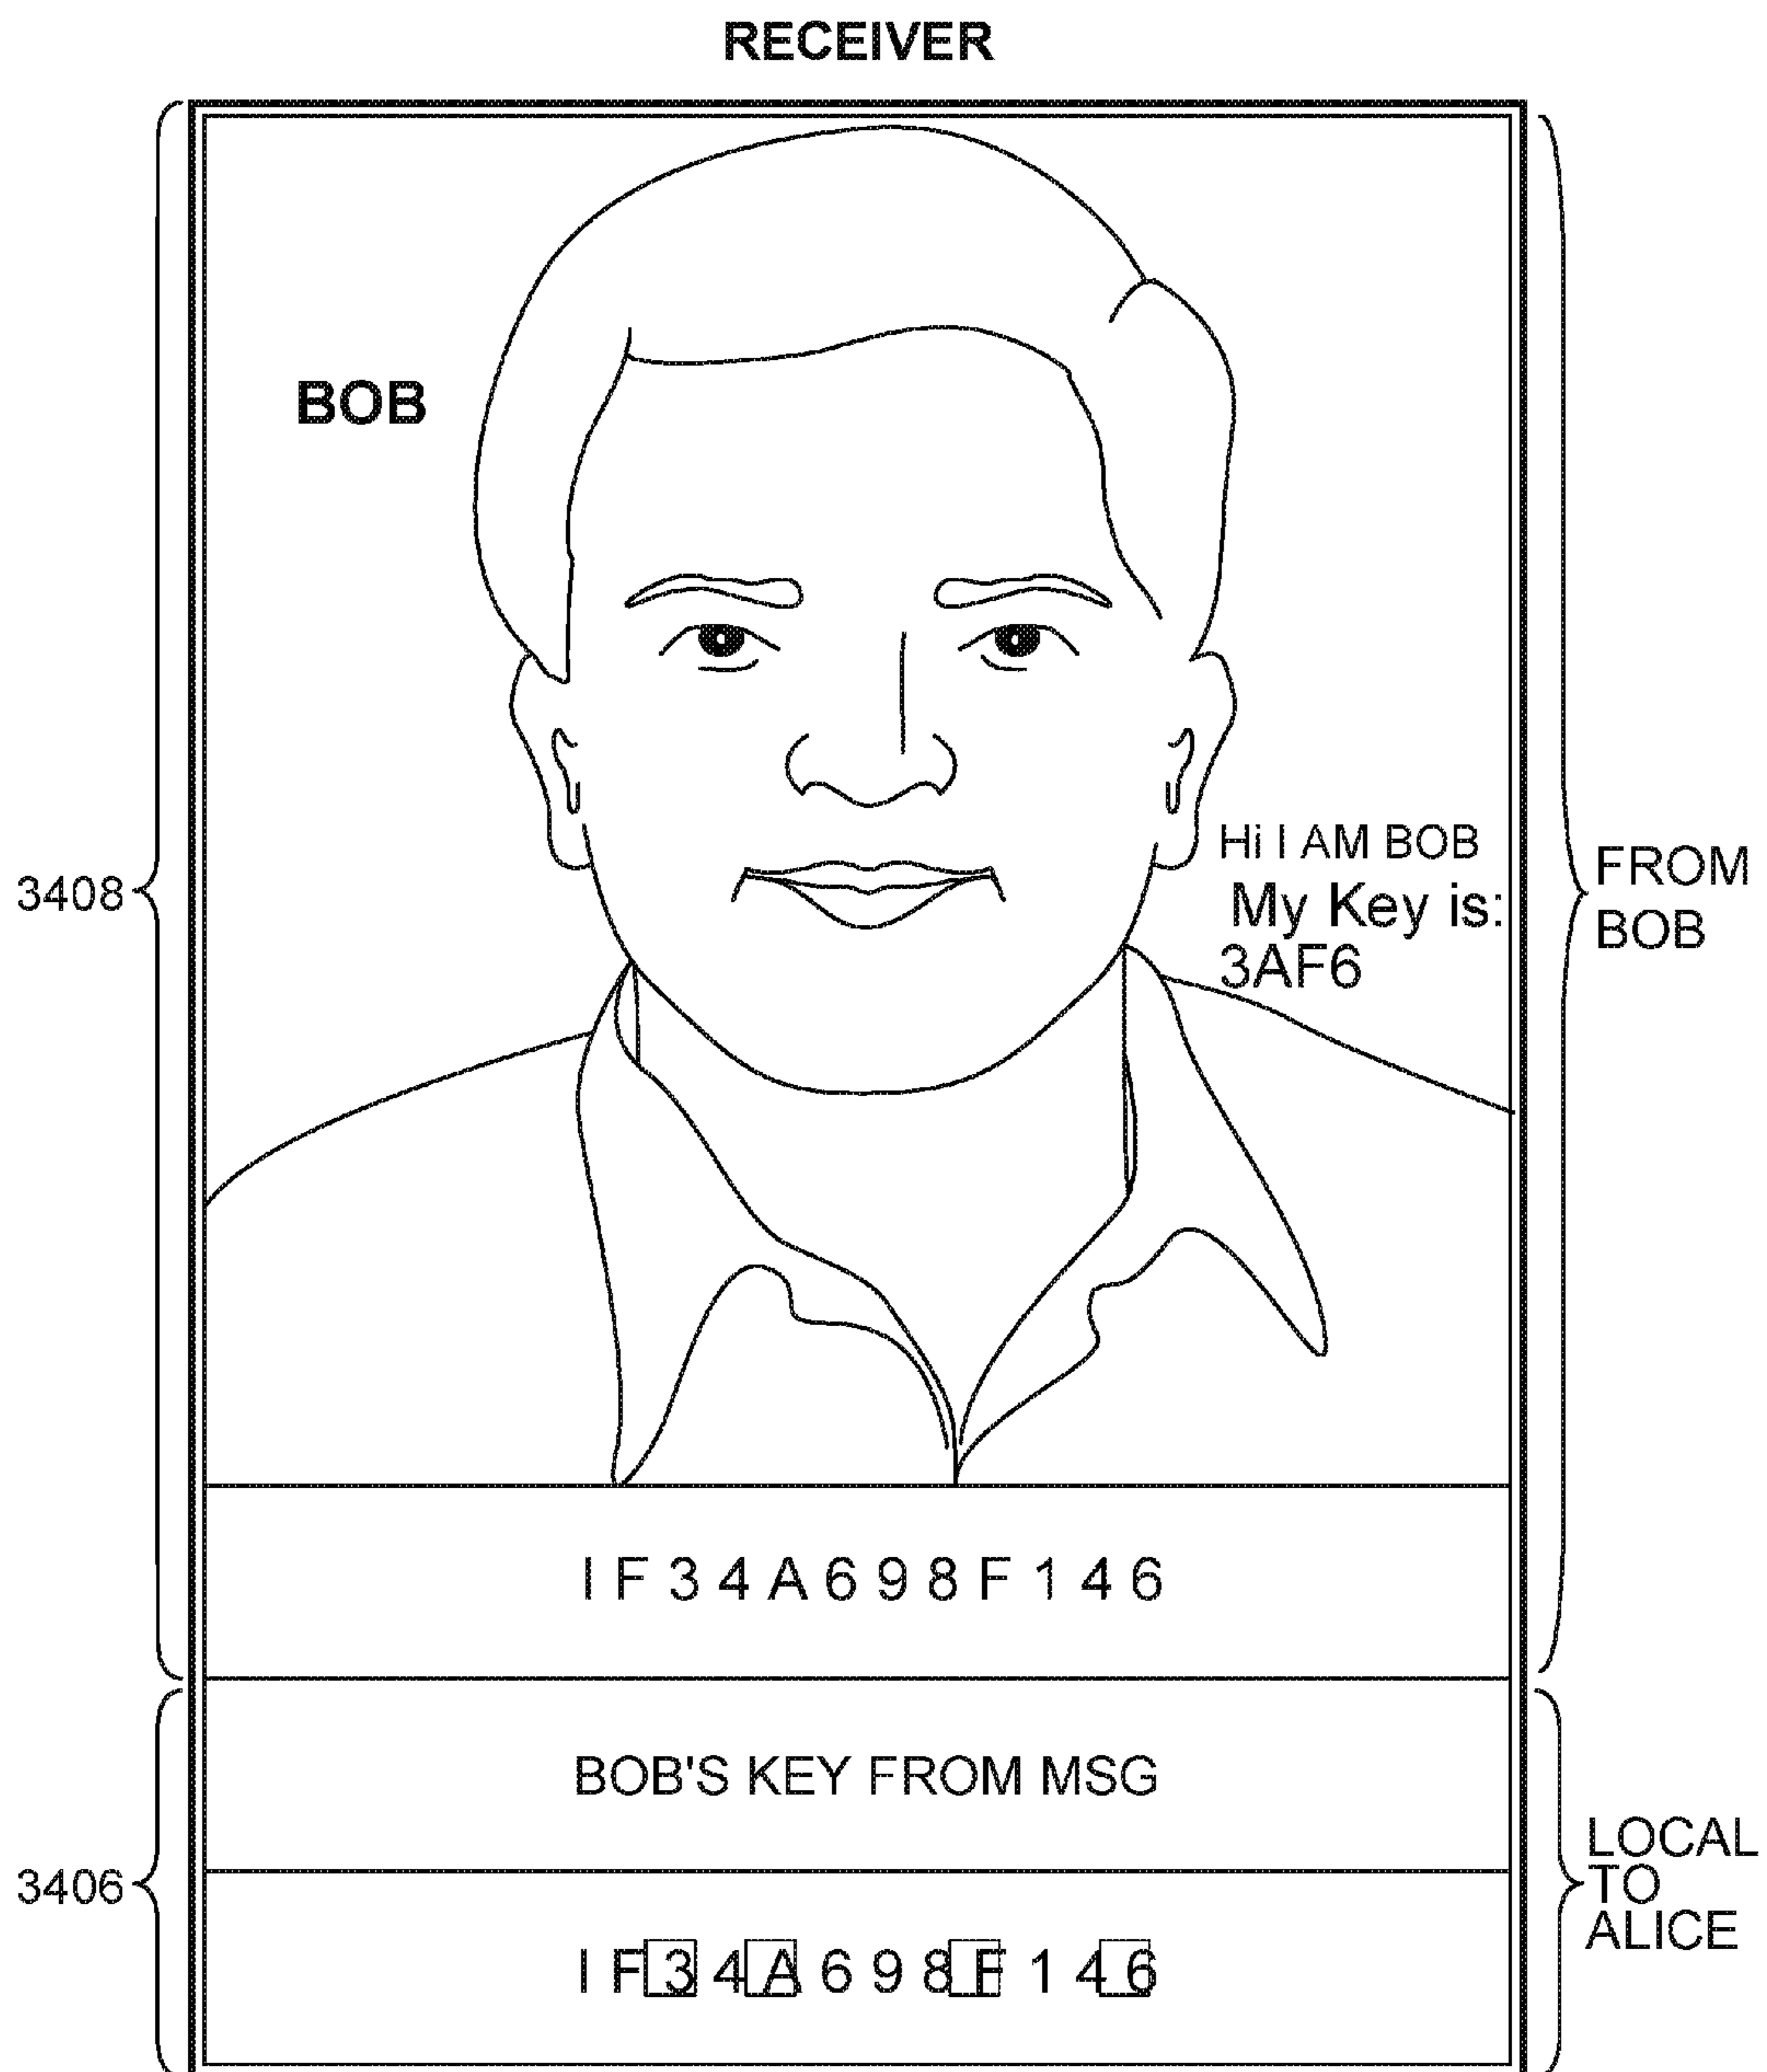 RECEIVER
BOB
Hi I AM BOB
My Key is:
3AF6
3408
FROM
BOB
I F 3 4 A 6 9 8 F 1 4 6
BOB'S KEY FROM MSG
3406
LOCAL
TO
ALICE
I F 3 4 A 6 9 8 F 1 4 6